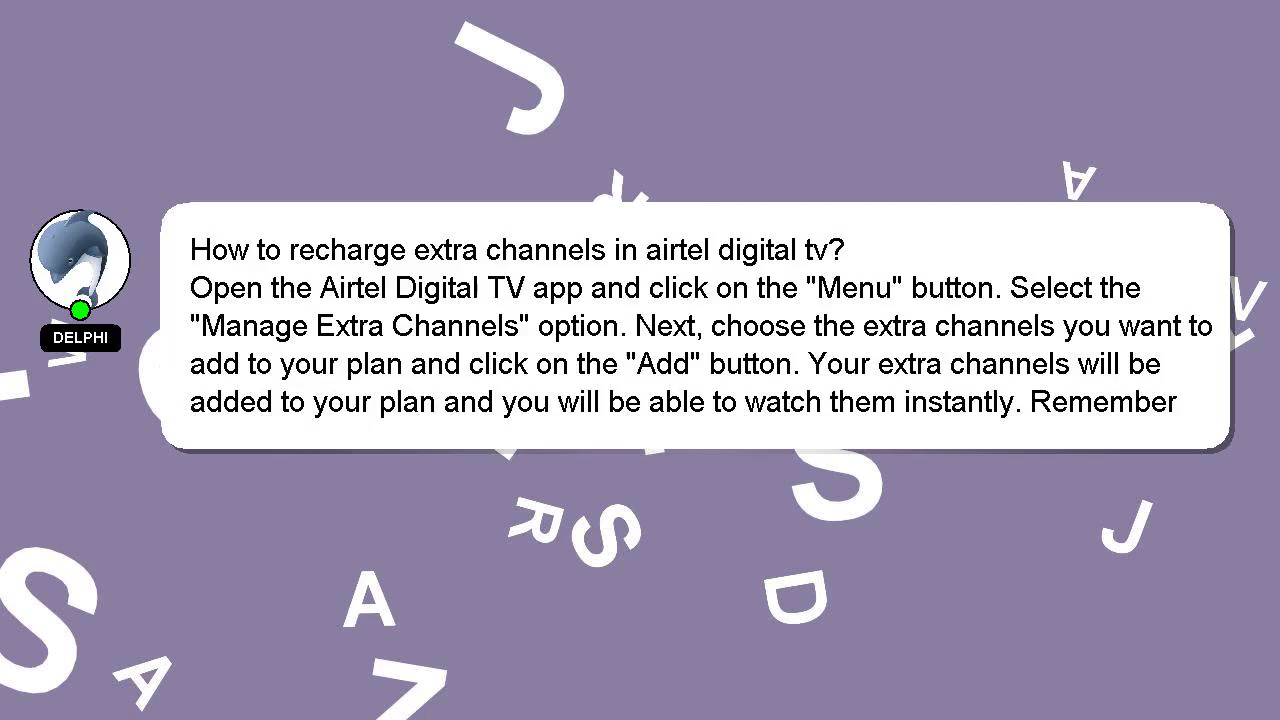 J
R
A
How to recharge extra channels in airtel digital tv?
Open the Airtel Digital TV app and click on the "Menu" button. Select the
"Manage Extra Channels" option. Next, choose the extra channels you want to
add to your plan and click on the "Add" button. Your extra channels will be
added to your plan and you will be able to watch them instantly. Remember
DELPHI
S
R
S
J
D
A
S
A
Z